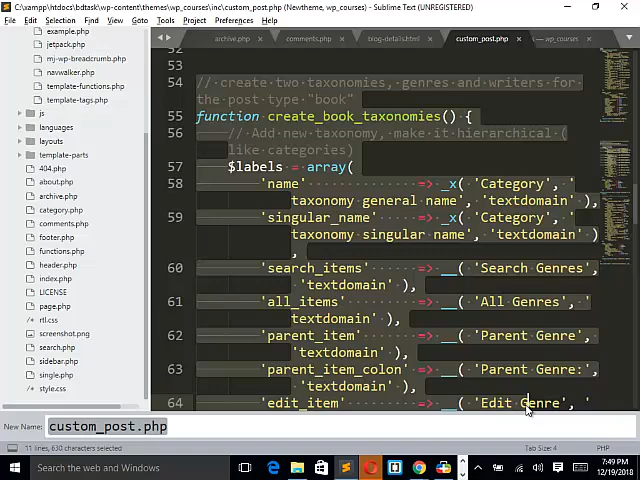 C:\xampp\htdocs\bdtask\wp-content\themes\wp_courses\inc\custom_post.php (Newtheme, wp_courses) - Sublime Text (UNREGISTERED)
File Edit Selection Find View Goto Tools Project Preferences Help
example.php
jetpack.php
mj-wp-breadcrumb.php
navwalker.php
template-functions.php
template-tags.php
js
languages
layouts
template-parts
404.php
about.php
archive.php
category.php
comments.php
footer.php
functions.php
header.php
index.php
LICENSE
page.php
rtl.css
screenshot.png
search.php
sidebar.php
single.php
style.css
archive.php comments.php blog-details.html custom_post.php — wp_courses
52
53
54 // create two taxonomies, genres and writers for
the post type "book"
55 function create_book_taxonomies() {
56 // Add new taxonomy, make it hierarchical (
like categories)
57 $labels = array(
58 'name' => _x( 'Category', '
taxonomy general name', 'textdomain' ),
59 'singular_name' => _x( 'Category', '
taxonomy singular name', 'textdomain' )
,
60 'search_items' => __( 'Search Genres',
'textdomain' ),
61 'all_items' => __( 'All Genres', '
textdomain' ),
62 'parent_item' => __( 'Parent Genre',
'textdomain' ),
63 'parent_item_colon' => __( 'Parent Genre:',
'textdomain' ),
64 'edit_item' => __( 'Edit Genre', '
New Name: custom_post.php
11 lines, 630 characters selected
Tab Size: 4
PHP
Search the web and Windows
7:49 PM
12/19/2018